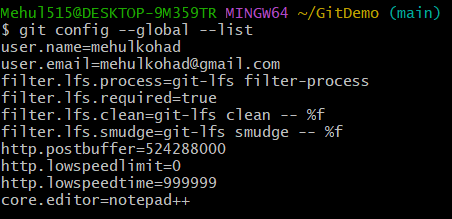 Mehul515@DESKTOP-9M359TR MINGW64 ~/GitDemo (main)
$ git config --global --list
user.name=mehulkohad
user.email=mehulkohad@gmail.com
filter.lfs.process=git-lfs filter-process
filter.lfs.required=true
filter.lfs.clean=git-lfs clean -- %f
filter.lfs.smudge=git-lfs smudge -- %f
http.postbuffer=524288000
http.lowspeedlimit=0
http.lowspeedtime=999999
core.editor=notepad++